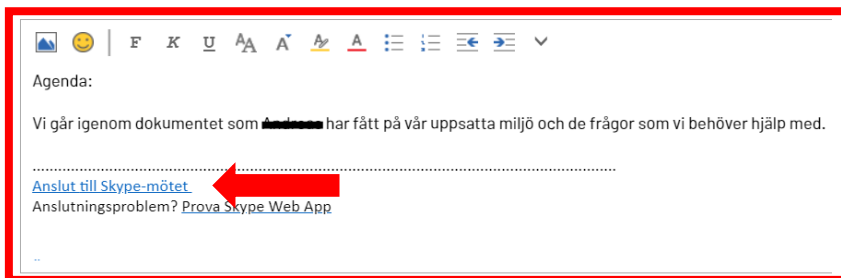 F K U AA A A A
Agenda:
Vi går igenom dokumentet som har fått på vår uppsatta miljö och de frågor som vi behöver hjälp med.
Anslut till Skype-mötet
Anslutningsproblem? Prova Skype Web App
..